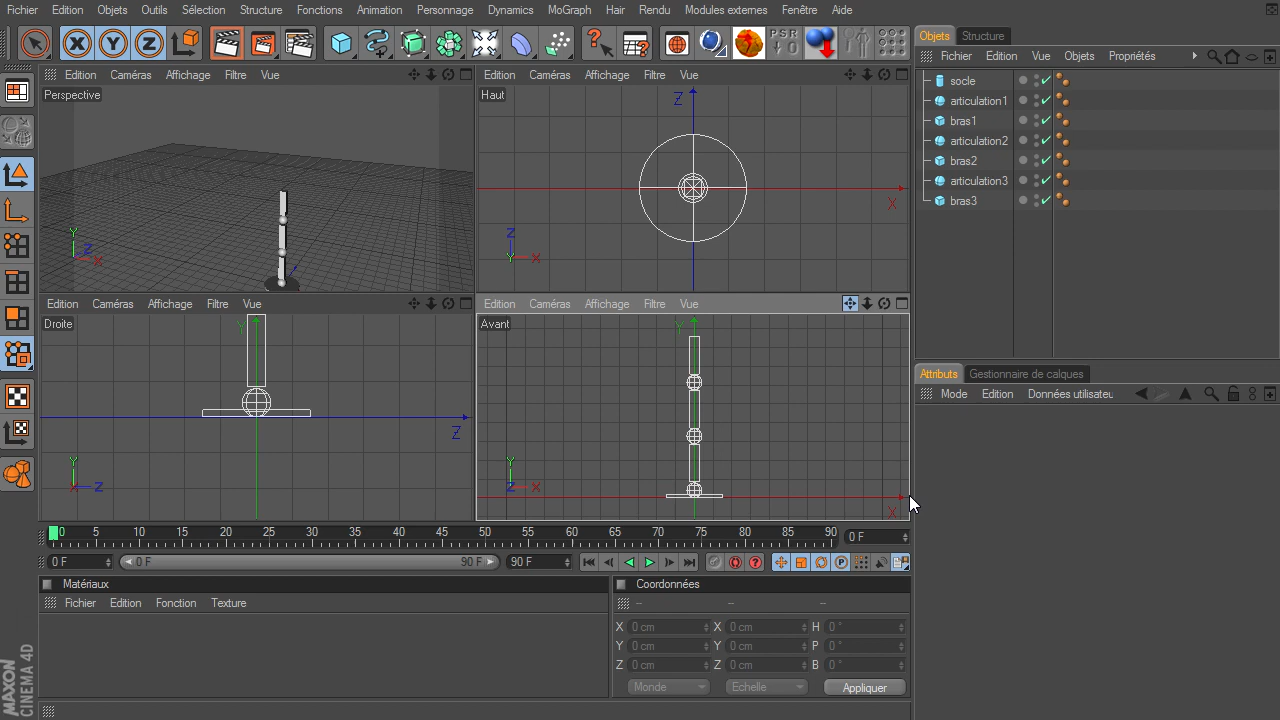 Fichier Edition Objets Outils Sélection Structure Fonctions Animation Personnage Dynamics MoGraph Hair Rendu Modules externes Fenêtre Aide
X Y Z PSR 0
Objets Structure
Fichier Edition Vue Objets Propriétés
Edition Caméras Affichage Filtre Vue
Perspective
Y
Z
X
Edition Caméras Affichage Filtre Vue
Haut
Z
X
Z
Y X
socle
articulation1
bras1
articulation2
bras2
articulation3
bras3
Edition Caméras Affichage Filtre Vue
Droite
Y
Z
Y
X Z
Edition Caméras Affichage Filtre Vue
Avant
Y
X
Y
Z X
Attributs Gestionnaire de calques
Mode Edition Données utilisateu
0 5 10 15 20 25 30 35 40 45 50 55 60 65 70 75 80 85 90 0 F
0 F 0 F 90 F 90 F
Matériaux
Fichier Edition Fonction Texture
Coordonnées
-- -- --
X 0 cm X 0 cm H 0 °
Y 0 cm Y 0 cm P 0 °
Z 0 cm Z 0 cm B 0 °
Monde Echelle Appliquer
MAXON
CINEMA 4D